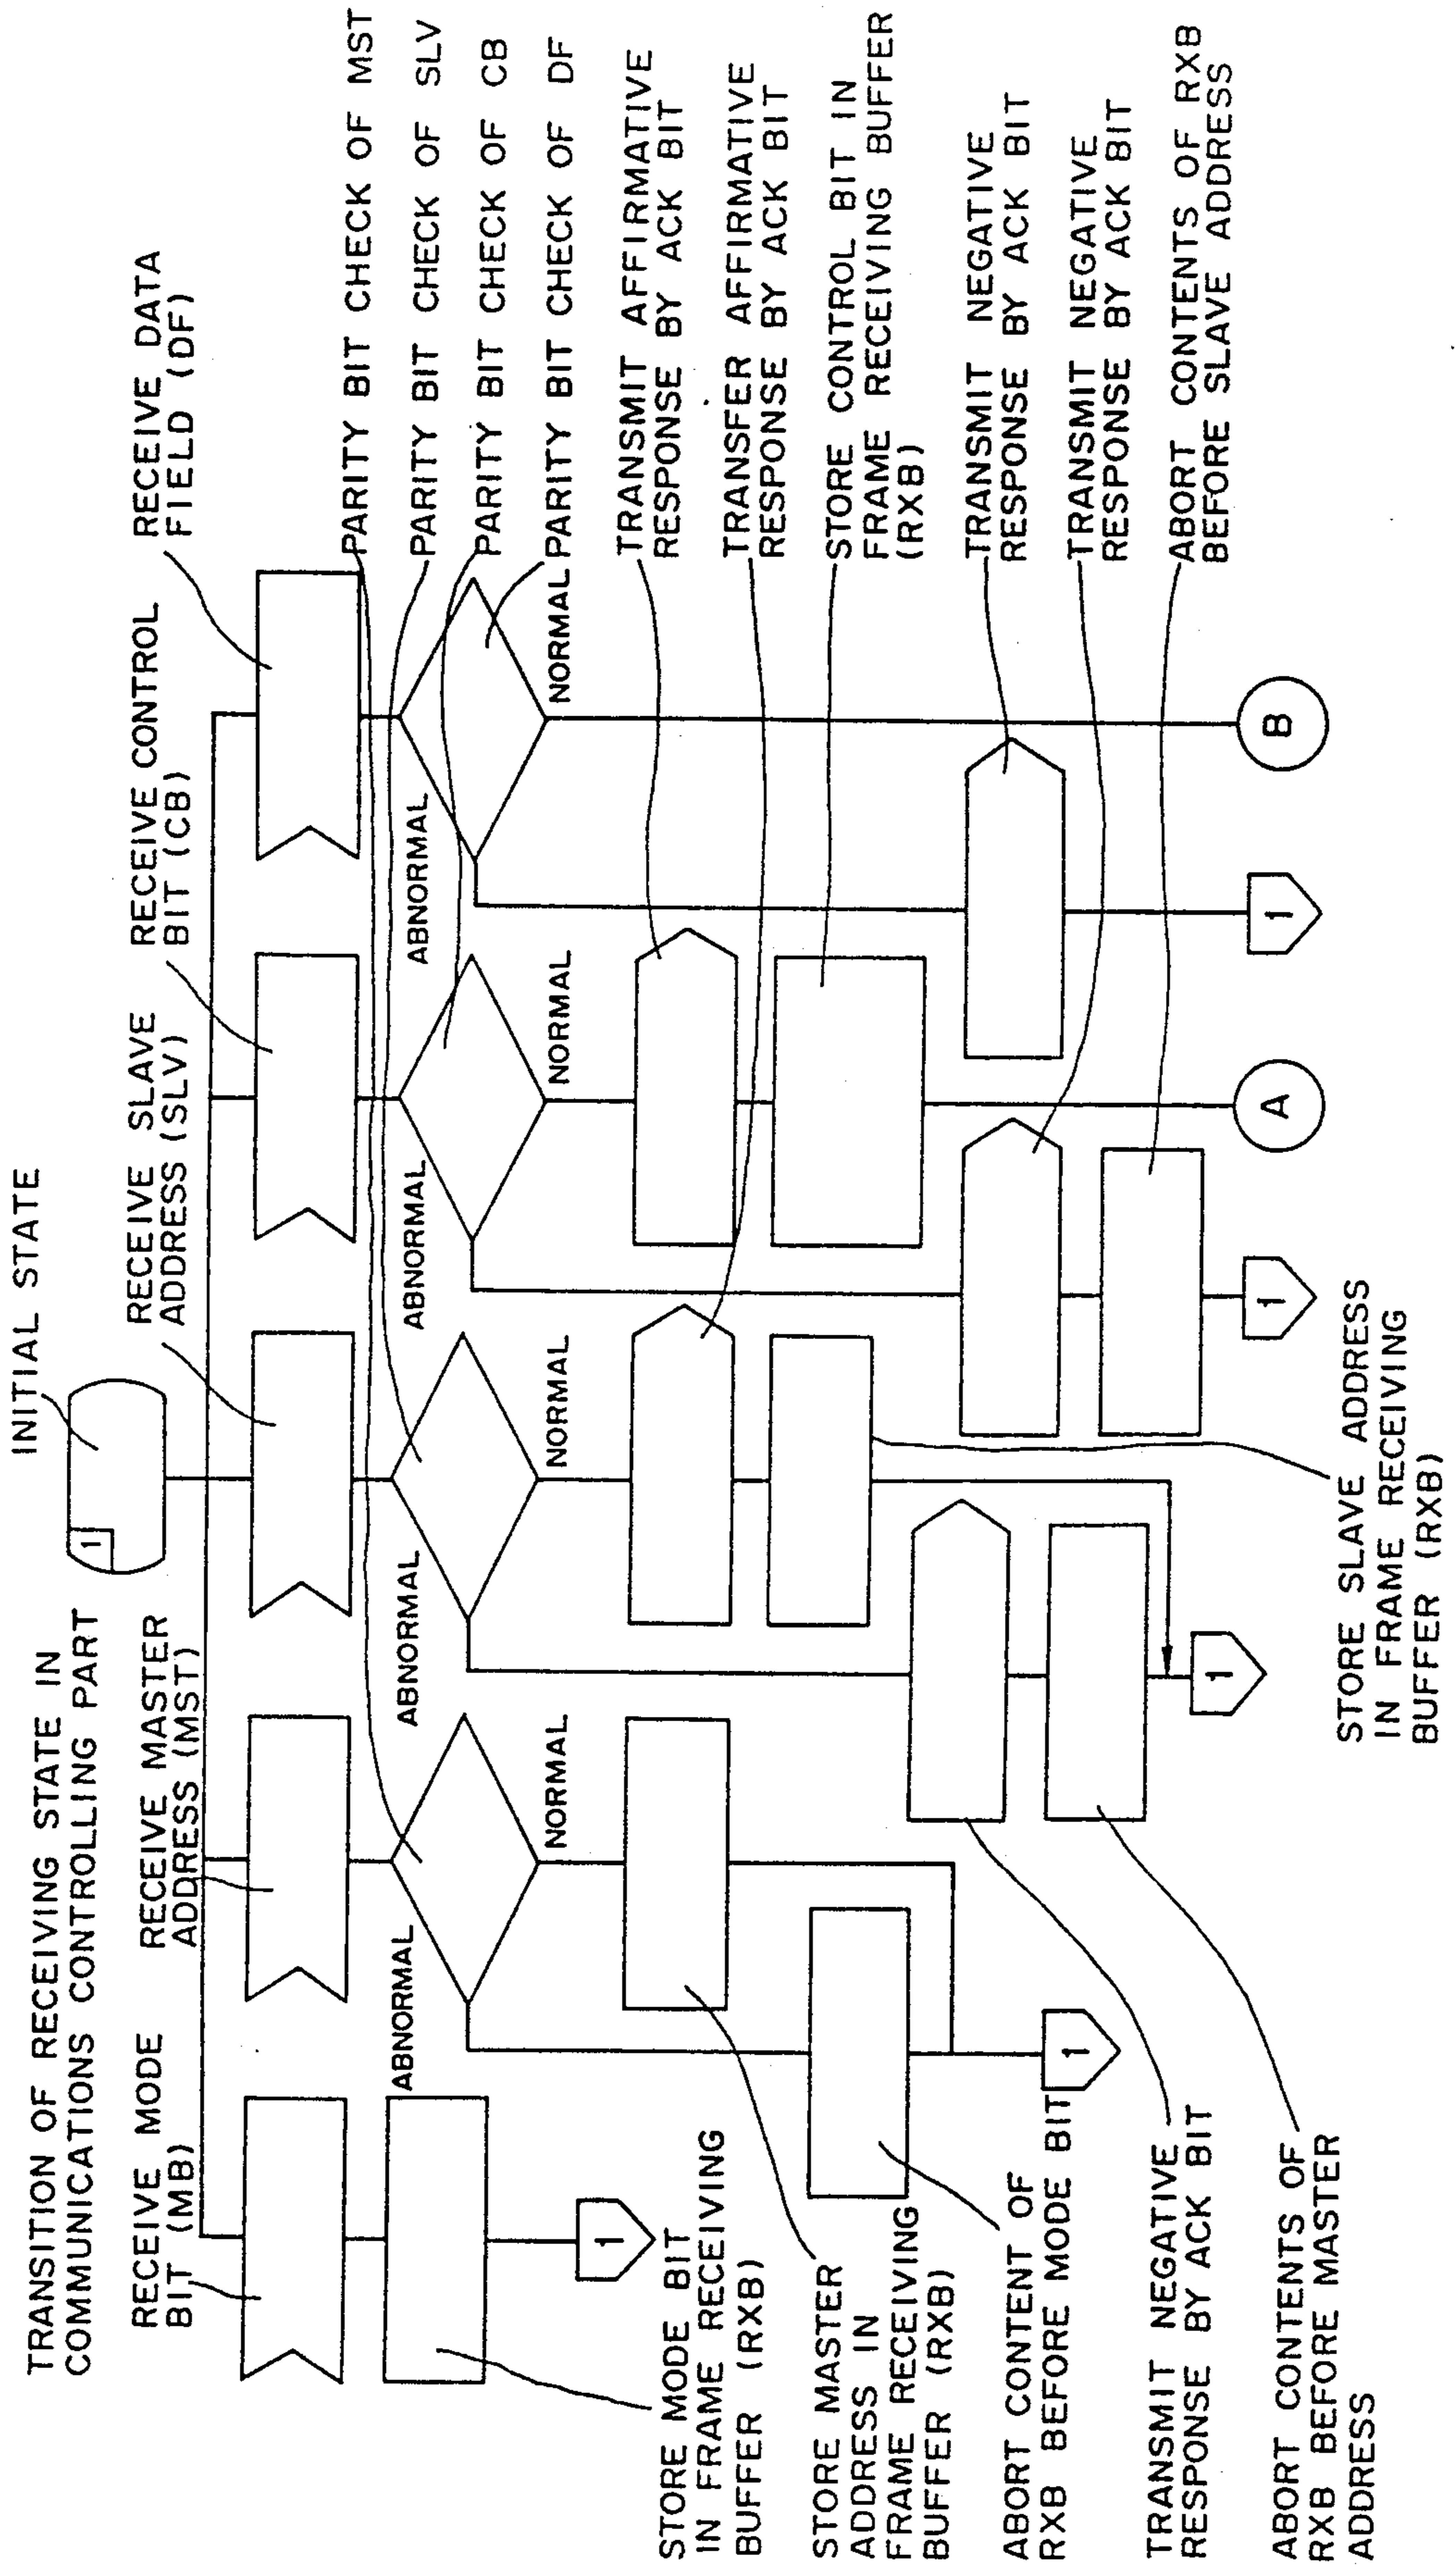 TRANSITION OF RECEIVING STATE IN
COMMUNICATIONS CONTROLLING PART
INITIAL STATE
1
RECEIVE MODE
BIT (MB)
RECEIVE MASTER
ADDRESS (MST)
RECEIVE SLAVE
ADDRESS (SLV)
RECEIVE CONTROL
BIT (CB)
RECEIVE DATA
FIELD (DF)
PARITY BIT CHECK OF MST
PARITY BIT CHECK OF SLV
PARITY BIT CHECK OF CB
PARITY BIT CHECK OF DF
ABNORMAL
ABNORMAL
ABNORMAL
ABNORMAL
NORMAL
NORMAL
NORMAL
NORMAL
TRANSMIT AFFIRMATIVE
RESPONSE BY ACK BIT
TRANSFER AFFIRMATIVE
RESPONSE BY ACK BIT
STORE CONTROL BIT IN
FRAME RECEIVING BUFFER
(RXB)
TRANSMIT NEGATIVE
RESPONSE BY ACK BIT
TRANSMIT NEGATIVE
RESPONSE BY ACK BIT
ABORT CONTENTS OF RXB
BEFORE SLAVE ADDRESS
1
1
1
1
1
A
B
STORE MODE BIT
IN FRAME RECEIVING
BUFFER (RXB)
STORE MASTER
ADDRESS IN
FRAME RECEIVING
BUFFER (RXB)
ABORT CONTENT OF
RXB BEFORE MODE BIT
TRANSMIT NEGATIVE
RESPONSE BY ACK BIT
ABORT CONTENTS OF
RXB BEFORE MASTER
ADDRESS
STORE SLAVE ADDRESS
IN FRAME RECEIVING
BUFFER (RXB)